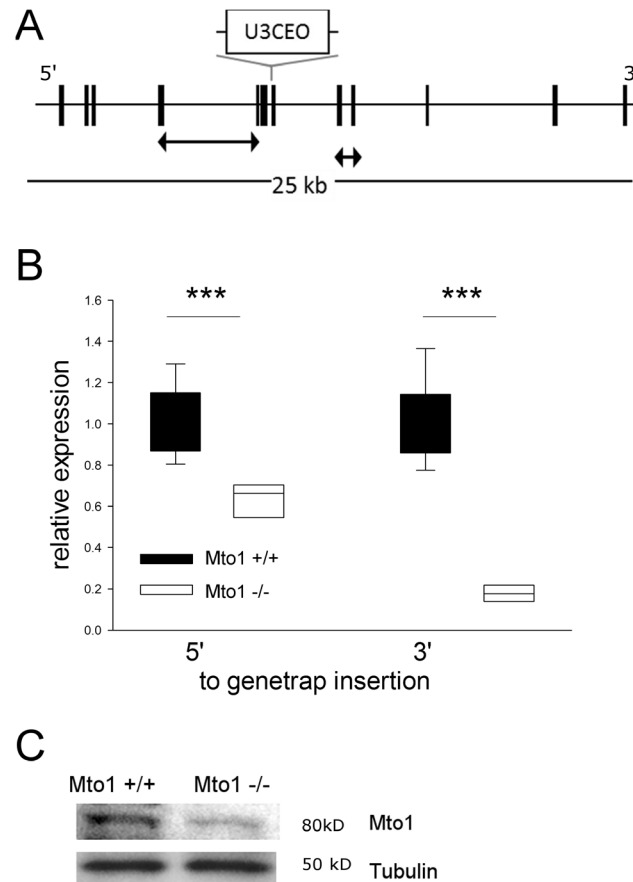 A
U3CEO
5'
3
25 kb
B
***
***
1.6
1.4
1.2
1.0
0.8
0.6
0.4
0.2
0.0
relative expression
Mto1 +/+
Mto1 -/-
5'
3'
to genetrap insertion
C
Mto1 +/+
Mto1 -/-
80kD
Mto1
50 kD
Tubulin